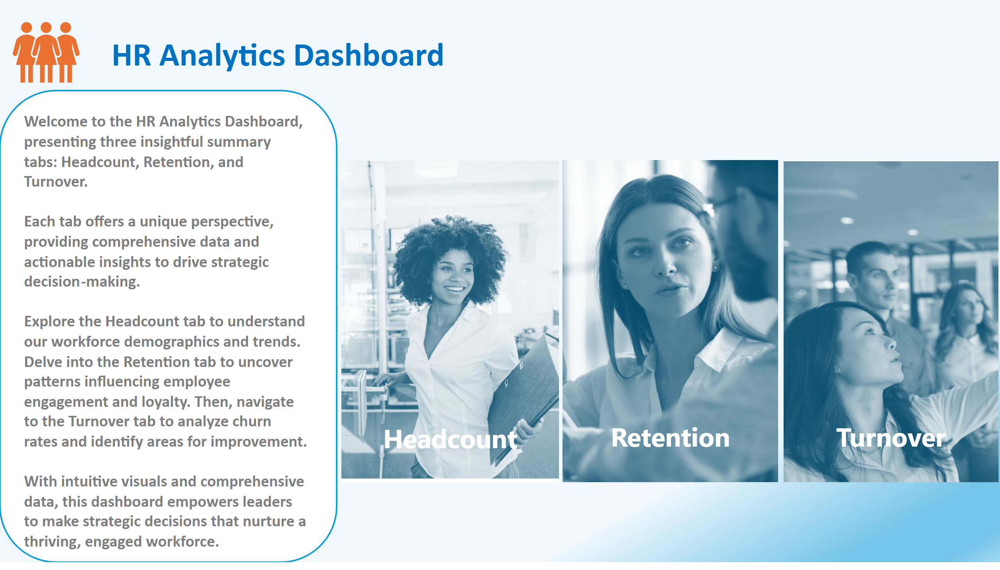 HR Analytics Dashboard
Welcome to the HR Analytics Dashboard,
presenting three insightful summary
tabs: Headcount, Retention, and
Turnover.
Each tab offers a unique perspective,
providing comprehensive data and
actionable insights to drive strategic
decision-making.
Explore the Headcount tab to understand
our workforce demographics and trends.
Delve into the Retention tab to uncover
patterns influencing employee
engagement and loyalty. Then, navigate
to the Turnover tab to analyze churn
rates and identify areas for improvement.
With intuitive visuals and comprehensive
data, this dashboard empowers leaders
to make strategic decisions that nurture a
thriving, engaged workforce.
Headcount
Retention
Turnover